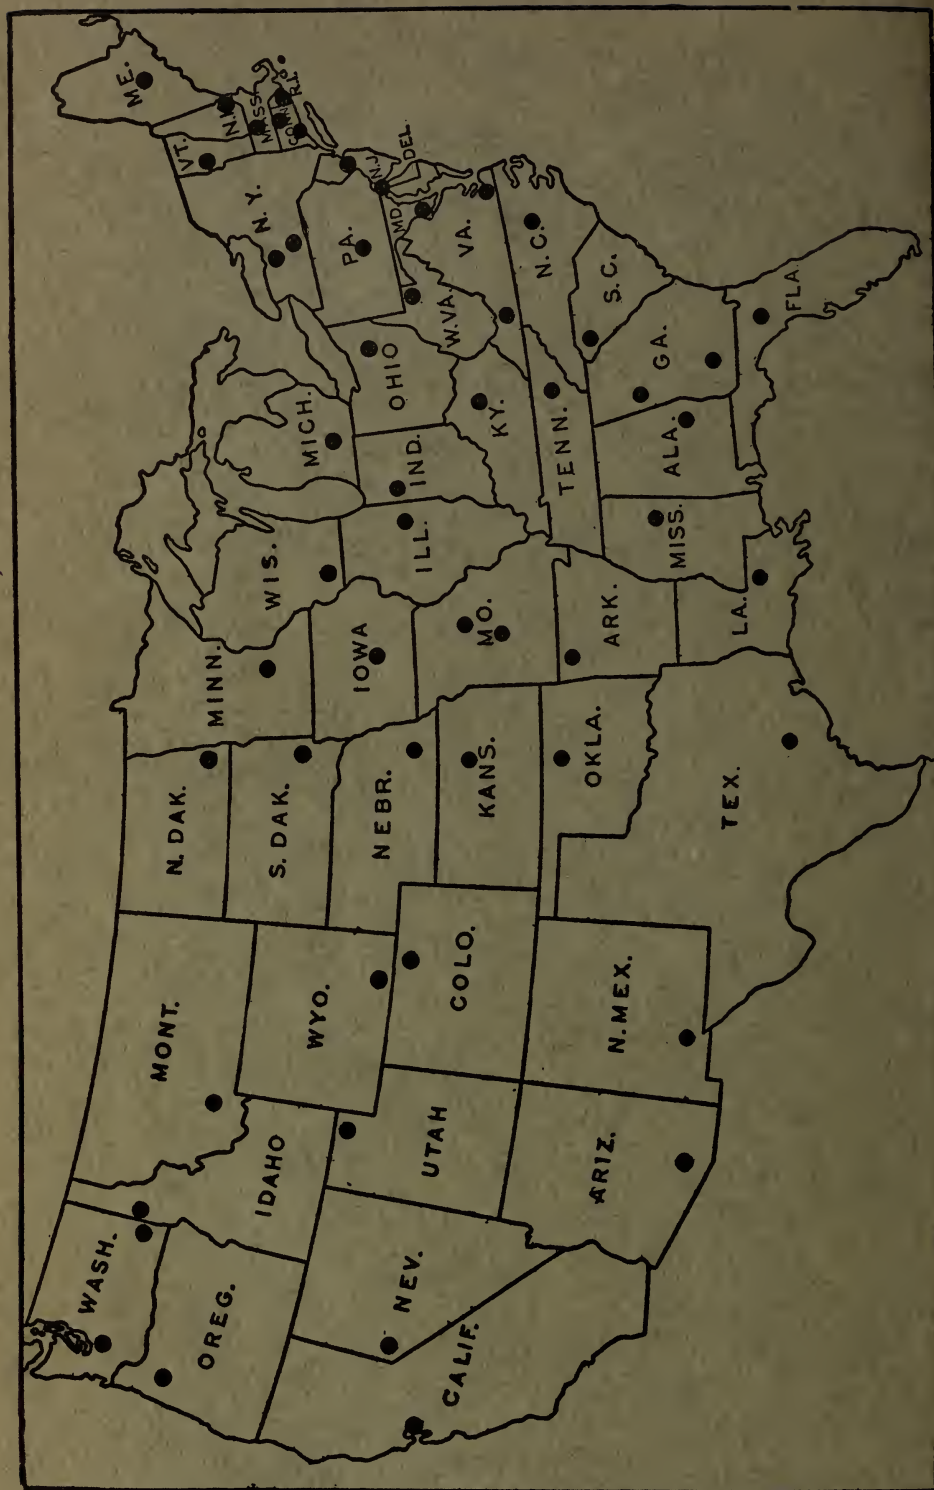 WASH.
OREG.
CALIF.
NEV.
IDAHO
MONT.
WYO.
UTAH
ARIZ.
COLO.
N.MEX.
N. DAK.
S. DAK.
NEBR.
KANS.
OKLA.
TEX.
MINN.
IOWA
MO.
ARK.
LA.
WIS.
ILL.
MISS.
MICH.
IND.
OHIO
KY.
TENN.
ALA.
GA.
FLA.
S.C.
N.C.
VA.
W.VA.
PA.
N.Y.
MD.
DEL.
N.J.
VT.
N.H.
MASS.
CONN.
R.I.
ME.